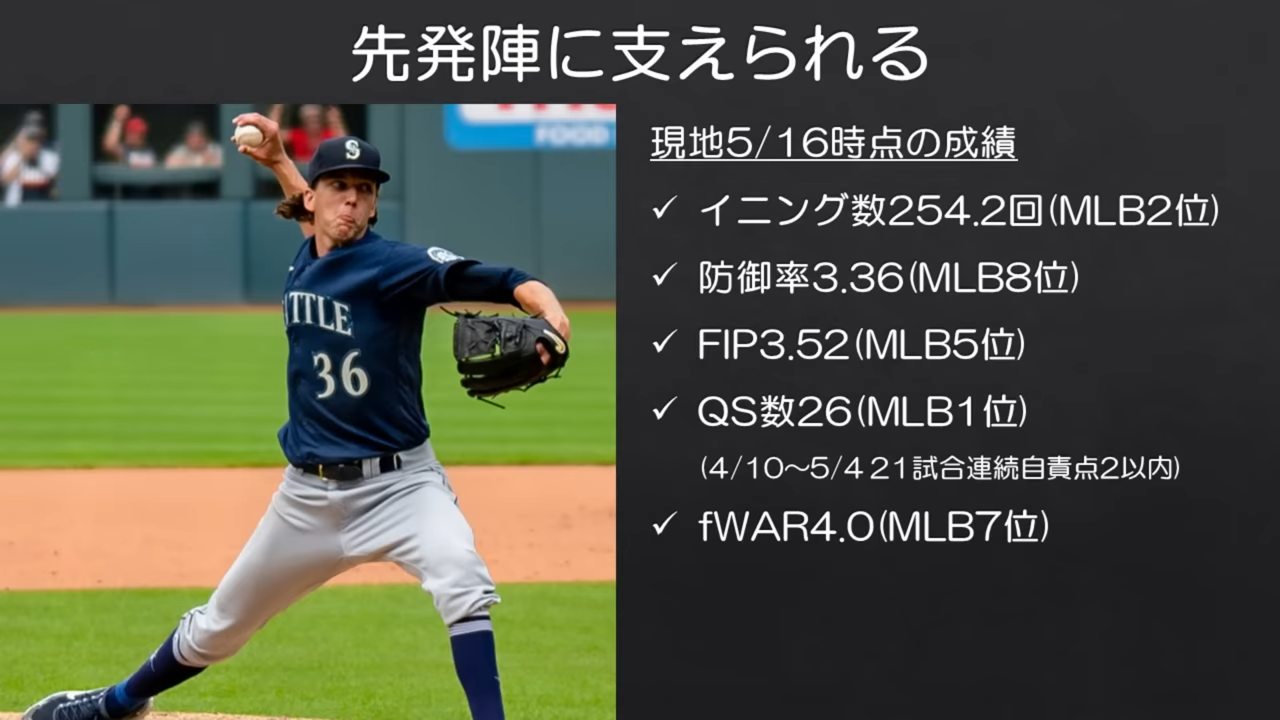 先発陣に支えられる
現地5/16時点の成績
✓ イニング数254.2回(MLB2位)
✓ 防御率3.36(MLB8位)
✓ FIP3.52(MLB5位)
✓ QS数26(MLB1位)
(4/10～5/4 21試合連続自責点2以内)
✓ fWAR4.0(MLB7位)
FOOD
S
TTLE
36